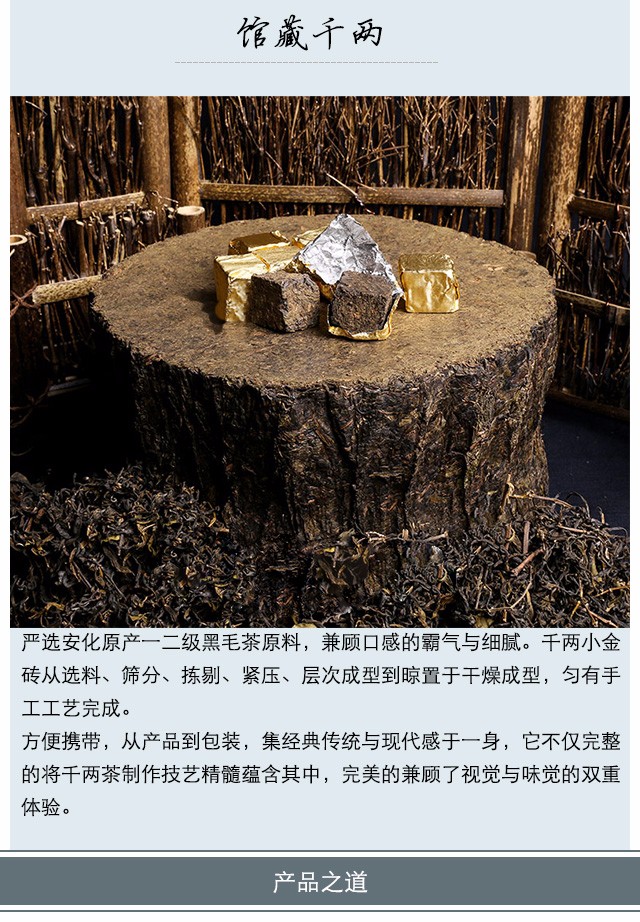 馆藏千两
严选安化原产一二级黑毛茶原料，兼顾口感的霸气与细腻。千两小金
砖从选料、筛分、拣剔、紧压、层次成型到晾置于干燥成型，匀有手
工工艺完成。
方便携带，从产品到包装，集经典传统与现代感于一身，它不仅完整
的将千两茶制作技艺精髓蕴含其中，完美的兼顾了视觉与味觉的双重
体验。
产品之道